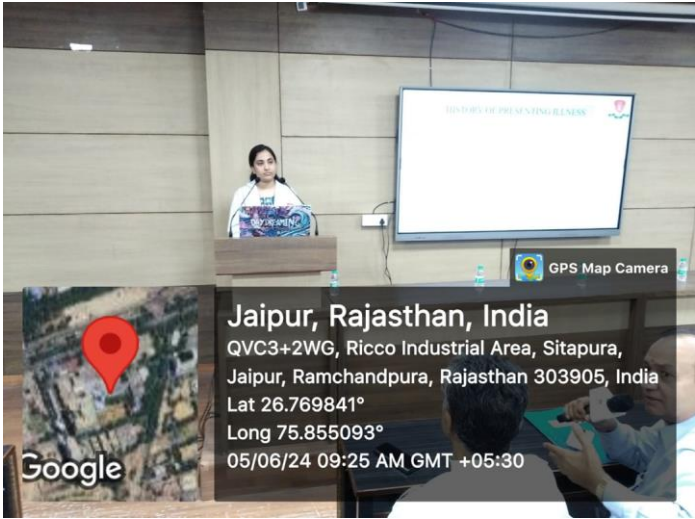 HISTORY OF PRESENTING ILLNESS
GPS Map Camera
Jaipur, Rajasthan, India
QVC3+2WG, Ricco Industrial Area, Sitapura,
Jaipur, Ramchandpura, Rajasthan 303905, India
Lat 26.769841°
Long 75.855093°
05/06/24 09:25 AM GMT +05:30
Google